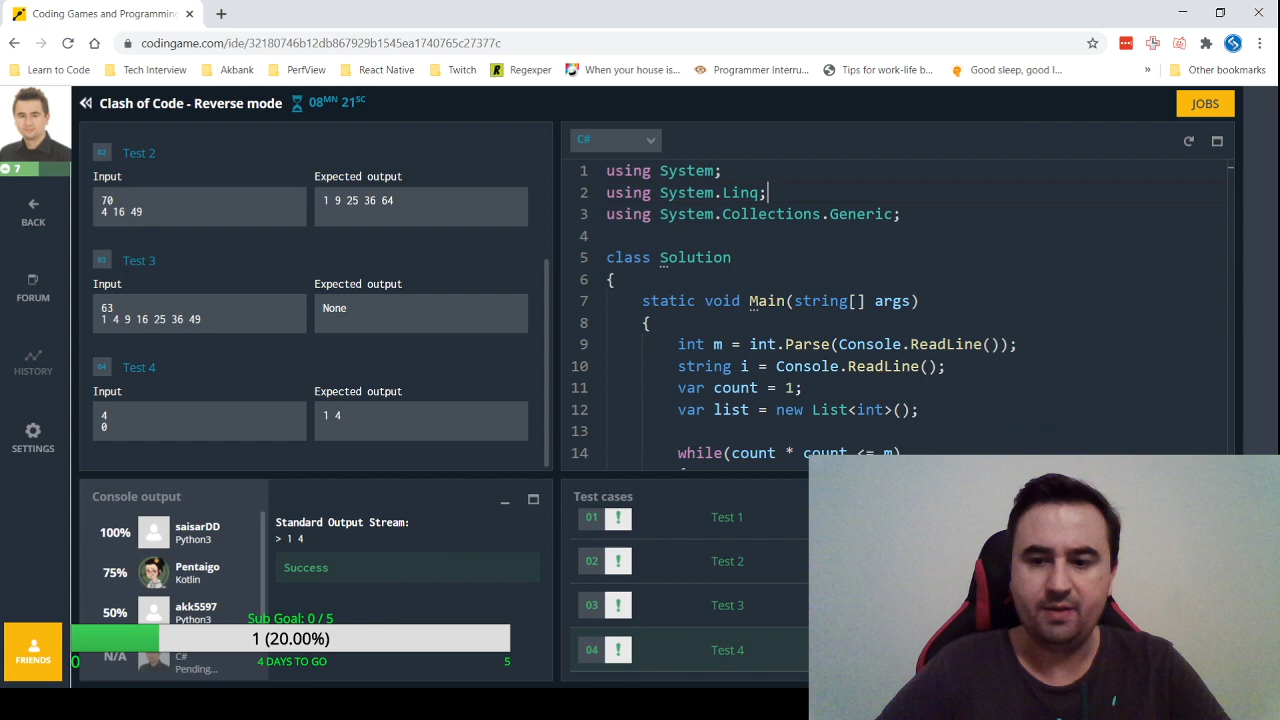 Coding Games and Programming
codingame.com/ide/32180746b12db867929b1545ea1740765c27377c
Learn to Code
Tech Interview
Akbank
PerfView
React Native
Twitch
R
Regexper
When your house is...
Programmer Interru...
Tips for work-life b...
Good sleep, good l...
»
Other bookmarks
Clash of Code - Reverse mode
08MN 21SC
JOBS
7
BACK
FORUM
HISTORY
SETTINGS
FRIENDS
02 Test 2
Input
Expected output
70
4 16 49
1 9 25 36 64
03 Test 3
Input
Expected output
63
1 4 9 16 25 36 49
None
04 Test 4
Input
Expected output
4
0
1 4
C#
1 using System;
2 using System.Linq;
3 using System.Collections.Generic;
4
5 class Solution
6 {
7 static void Main(string[] args)
8 {
9 int m = int.Parse(Console.ReadLine());
10 string i = Console.ReadLine();
11 var count = 1;
12 var list = new List<int>();
13
14 while(count * count <= m)
Console output
100% saisarDD
Python3
75% Pentaigo
Kotlin
50% akk5597
Python3
N/A
C#
Pending...
Standard Output Stream:
> 1 4
Success
Sub Goal: 0 / 5
1 (20.00%)
0
4 DAYS TO GO
5
Test cases
01 ! Test 1
02 ! Test 2
03 ! Test 3
04 ! Test 4